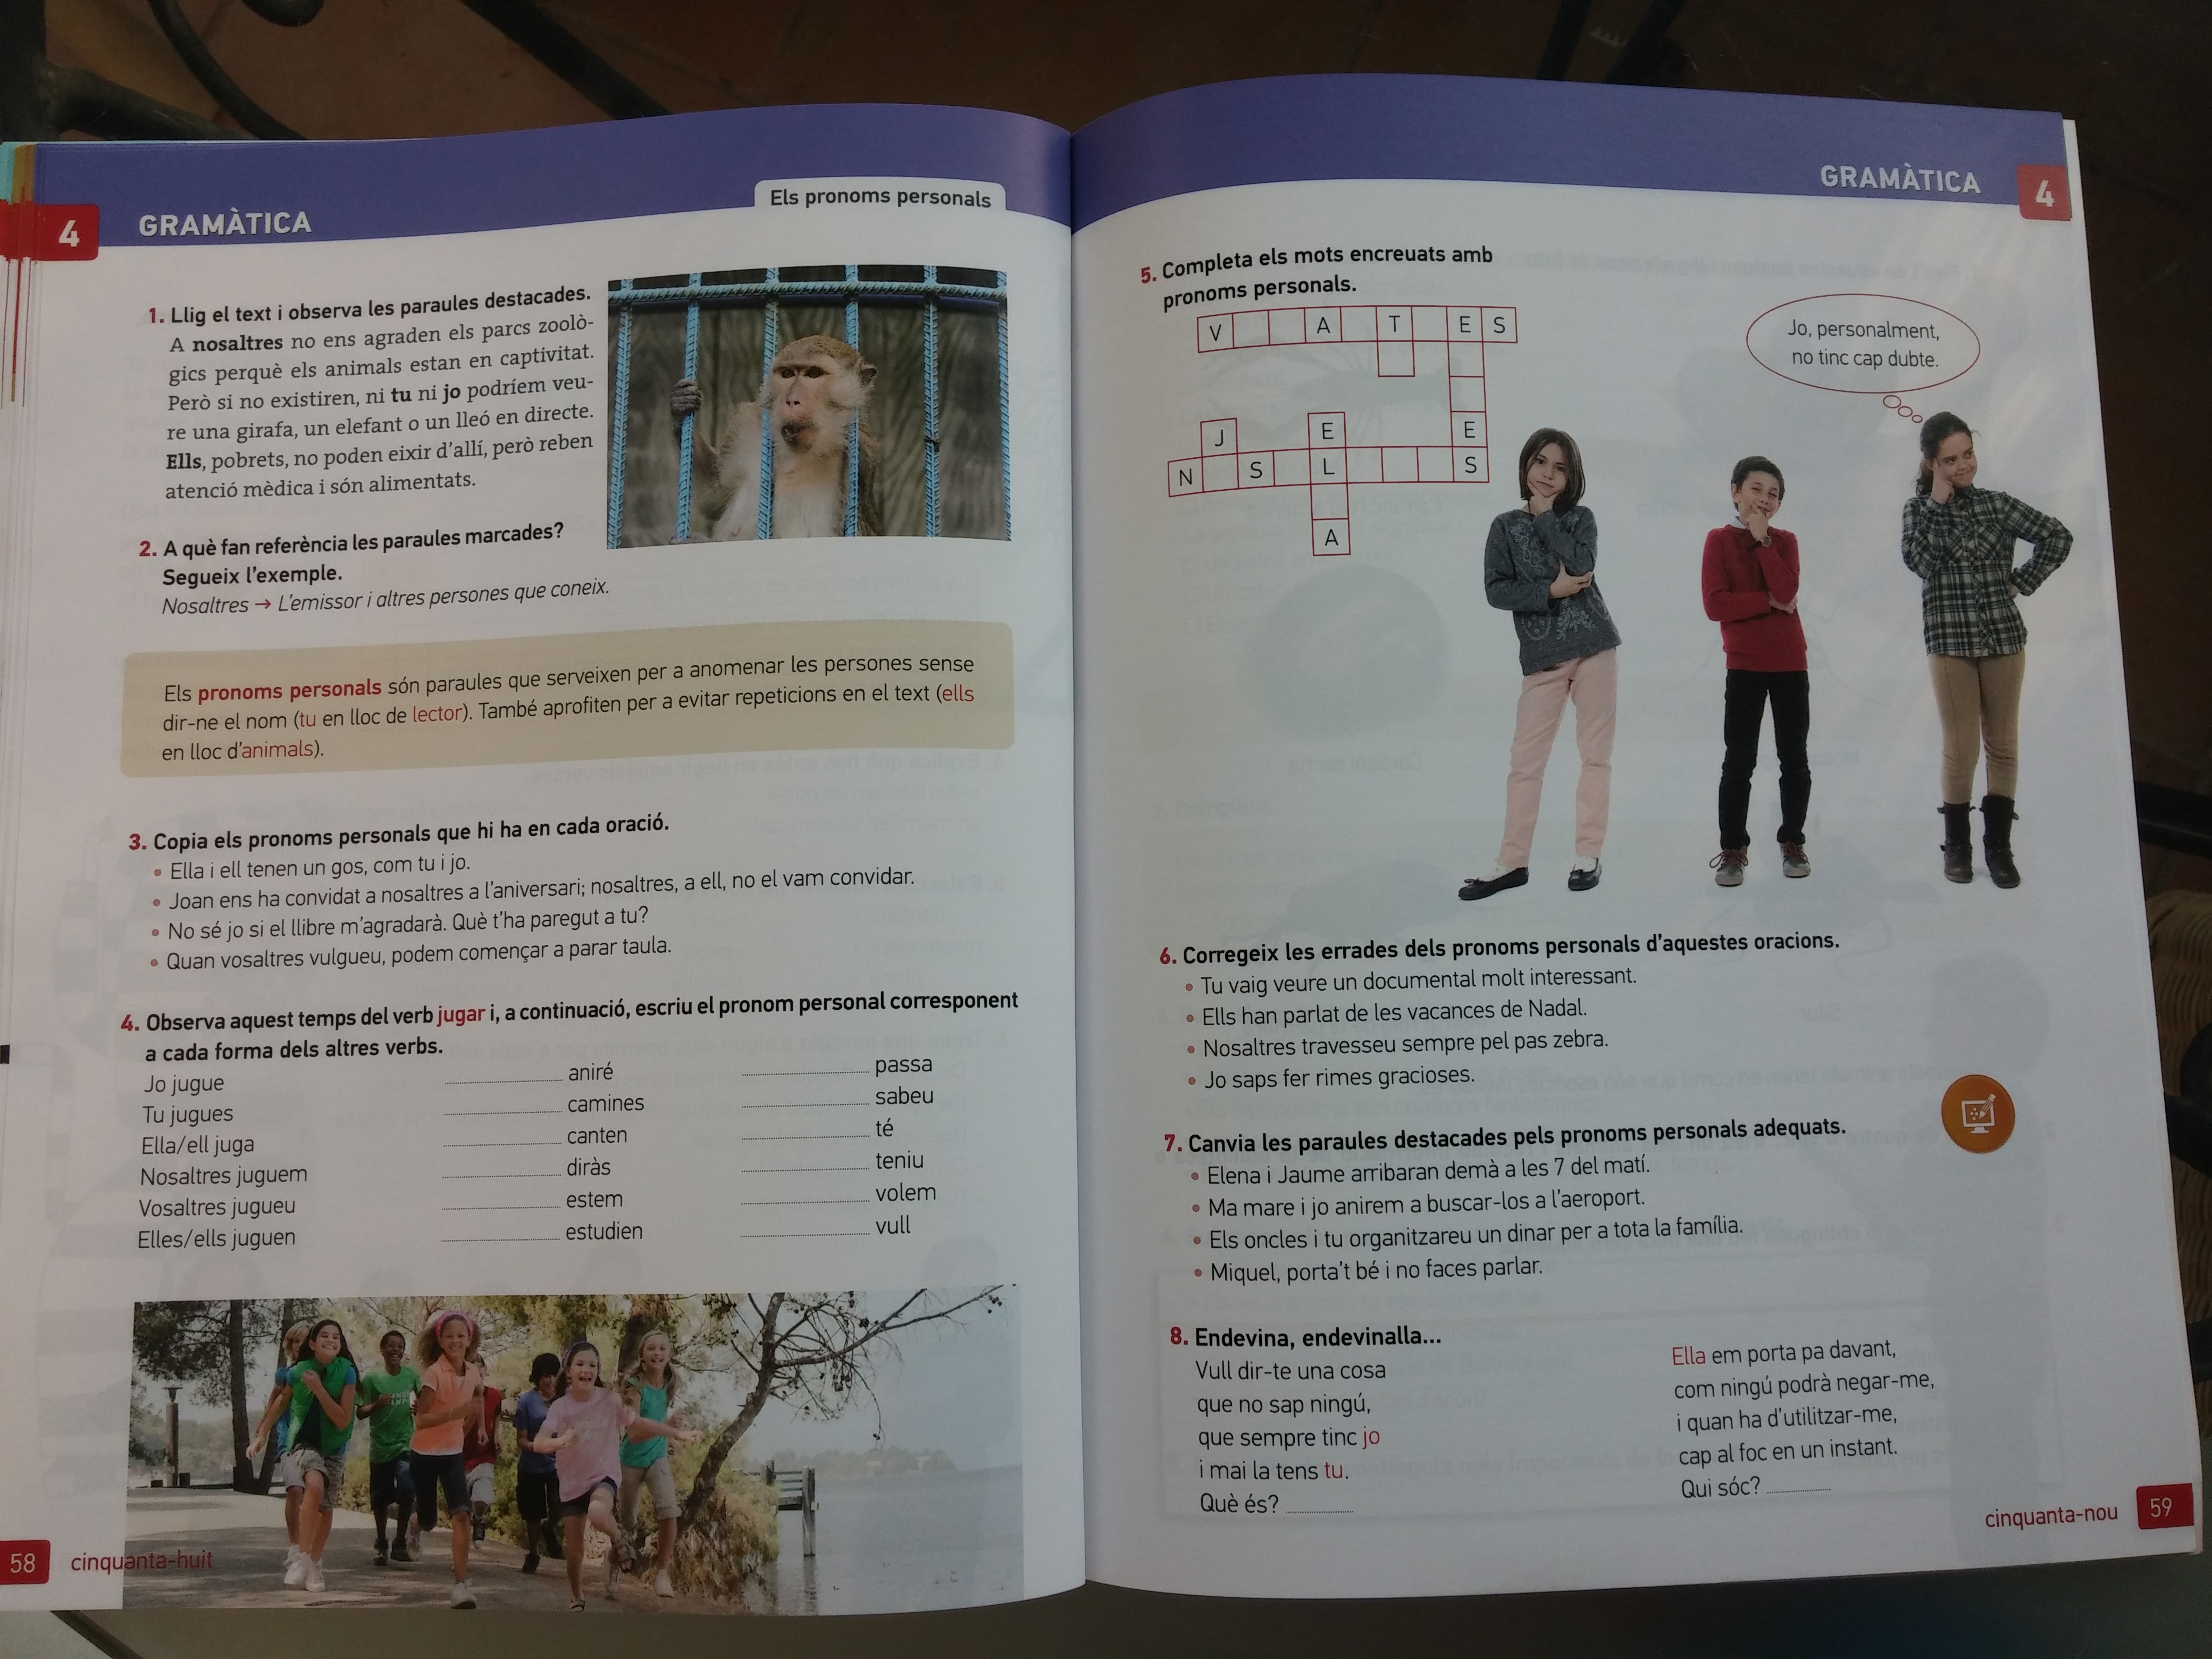 4
GRAMÀTICA
Els pronoms personals
1. Llig el text i observa les paraules destacades.
A nosaltres no ens agraden els parcs zoolò-
gics perquè els animals estan en captivitat.
Però si no existiren, ni tu ni jo podríem veu-
re una girafa, un elefant o un lleó en directe.
Ells, pobrets, no poden eixir d'allí, però reben
atenció mèdica i són alimentats.
2. A què fan referència les paraules marcades?
Segueix l'exemple.
Nosaltres → L'emissor i altres persones que coneix.
Els pronoms personals són paraules que serveixen per a anomenar les persones sense
dir-ne el nom (tu en lloc de lector). També aprofiten per a evitar repeticions en el text (ells
en lloc d'animals).
3. Copia els pronoms personals que hi ha en cada oració.
• Ella i ell tenen un gos, com tu i jo.
• Joan ens ha convidat a nosaltres a l'aniversari; nosaltres, a ell, no el vam convidar.
• No sé jo si el llibre m'agradarà. Què t'ha paregut a tu?
• Quan vosaltres vulgueu, podem començar a parar taula.
4. Observa aquest temps del verb jugar i, a continuació, escriu el pronom personal corresponent
a cada forma dels altres verbs.
Jo jugue
Tu jugues
Ella/ell juga
Nosaltres juguem
Vosaltres jugueu
Elles/ells juguen
aniré
camines
canten
diràs
estem
estudien
passa
sabeu
té
teniu
volem
vull
58 cinquanta-huit
GRAMÀTICA
4
5. Completa els mots encreuats amb
pronoms personals.
V A T E S
J E E
N S L S
A
Jo, personalment,
no tinc cap dubte.
6. Corregeix les errades dels pronoms personals d'aquestes oracions.
• Tu vaig veure un documental molt interessant.
• Ells han parlat de les vacances de Nadal.
• Nosaltres travesseu sempre pel pas zebra.
• Jo saps fer rimes gracioses.
7. Canvia les paraules destacades pels pronoms personals adequats.
• Elena i Jaume arribaran demà a les 7 del matí.
• Ma mare i jo anirem a buscar-los a l'aeroport.
• Els oncles i tu organitzareu un dinar per a tota la família.
• Miquel, porta't bé i no faces parlar.
8. Endevina, endevinalla...
Vull dir-te una cosa
que no sap ningú,
que sempre tinc jo
i mai la tens tu.
Què és?
Ella em porta pa davant,
com ningú podrà negar-me,
i quan ha d'utilitzar-me,
cap al foc en un instant.
Qui sóc?
cinquanta-nou 59